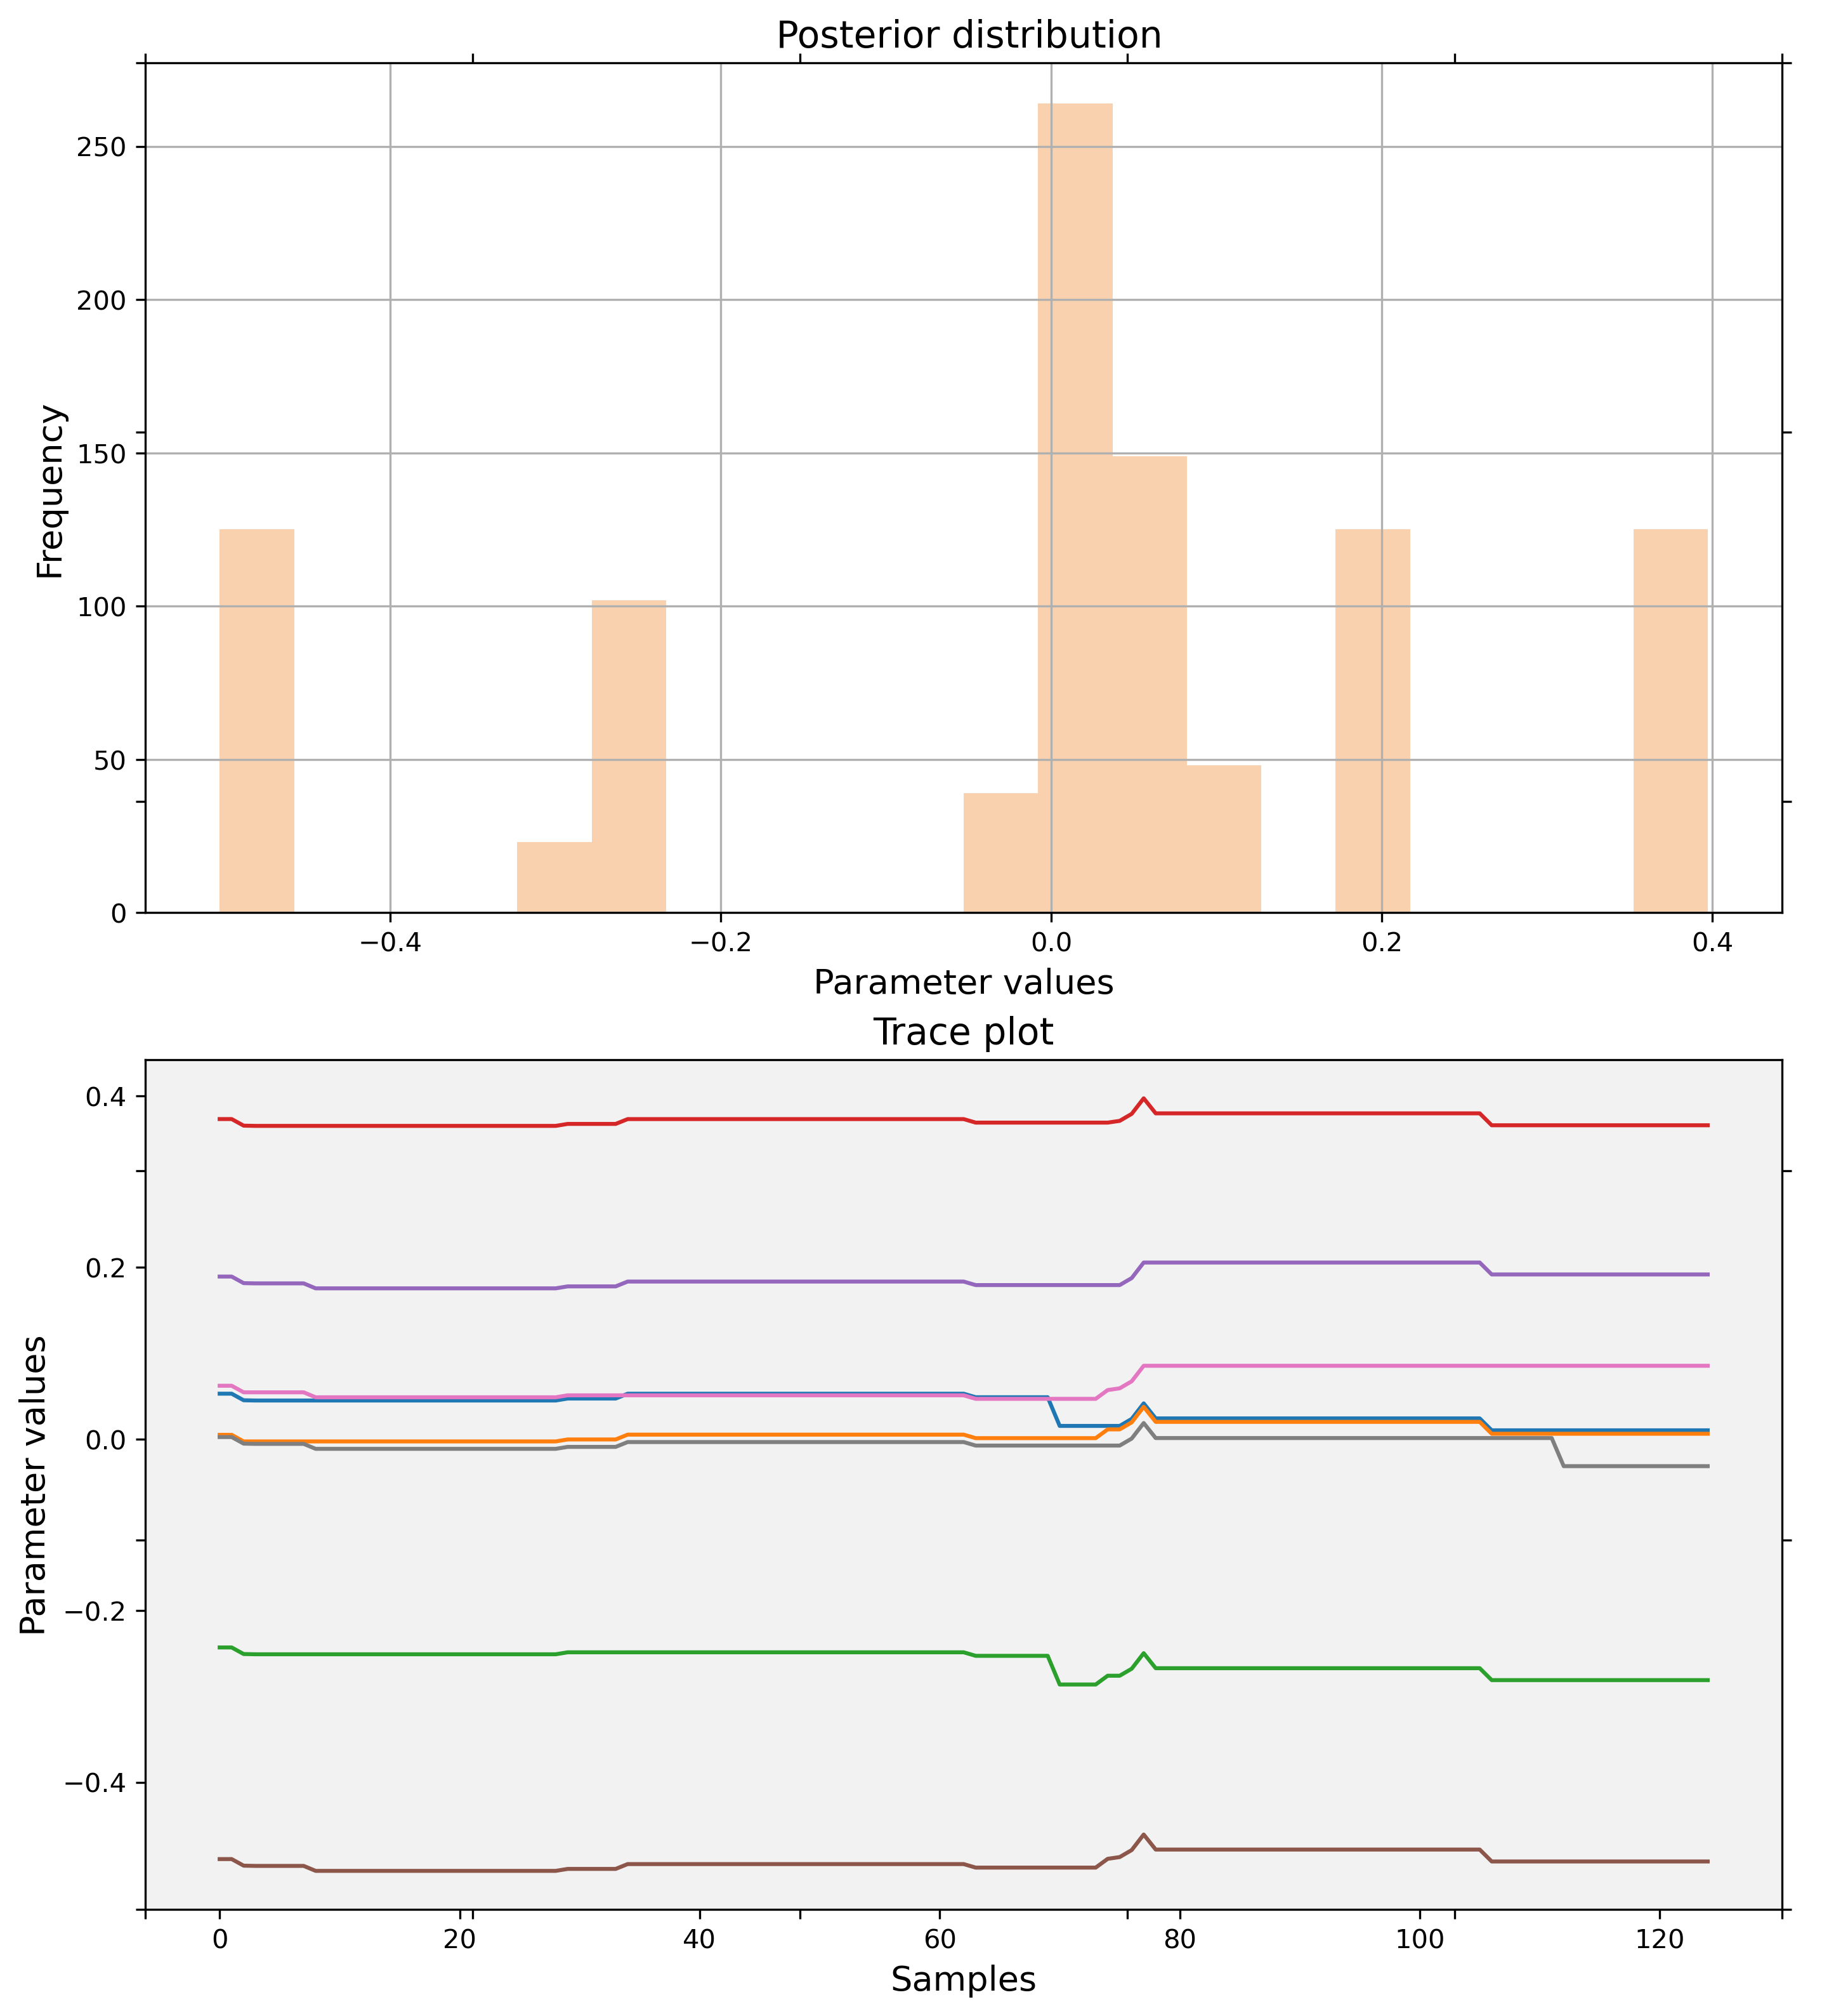 Posterior distribution
250
200
150
100
50
0
Frequency
−0.4 −0.2 0.0 0.2 0.4
Parameter values
Trace plot
0.4
0.2
0.0
−0.2
−0.4
Parameter values
0 20 40 60 80 100 120
Samples